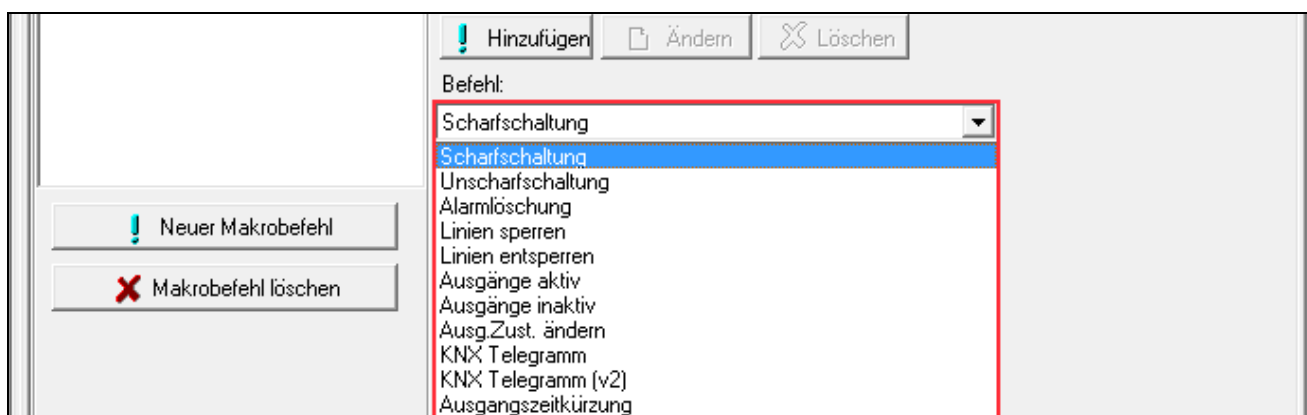 Hinzufügen Ändern Löschen
Befehl:
Scharfschaltung
Scharfschaltung
Unscharfschaltung
Alarmlöschung
Linien sperren
Linien entsperren
Ausgänge aktiv
Ausgänge inaktiv
Ausg.Zust. ändern
KNX Telegramm
KNX Telegramm (v2)
Ausgangszeitkürzung
Neuer Makrobefehl
Makrobefehl löschen